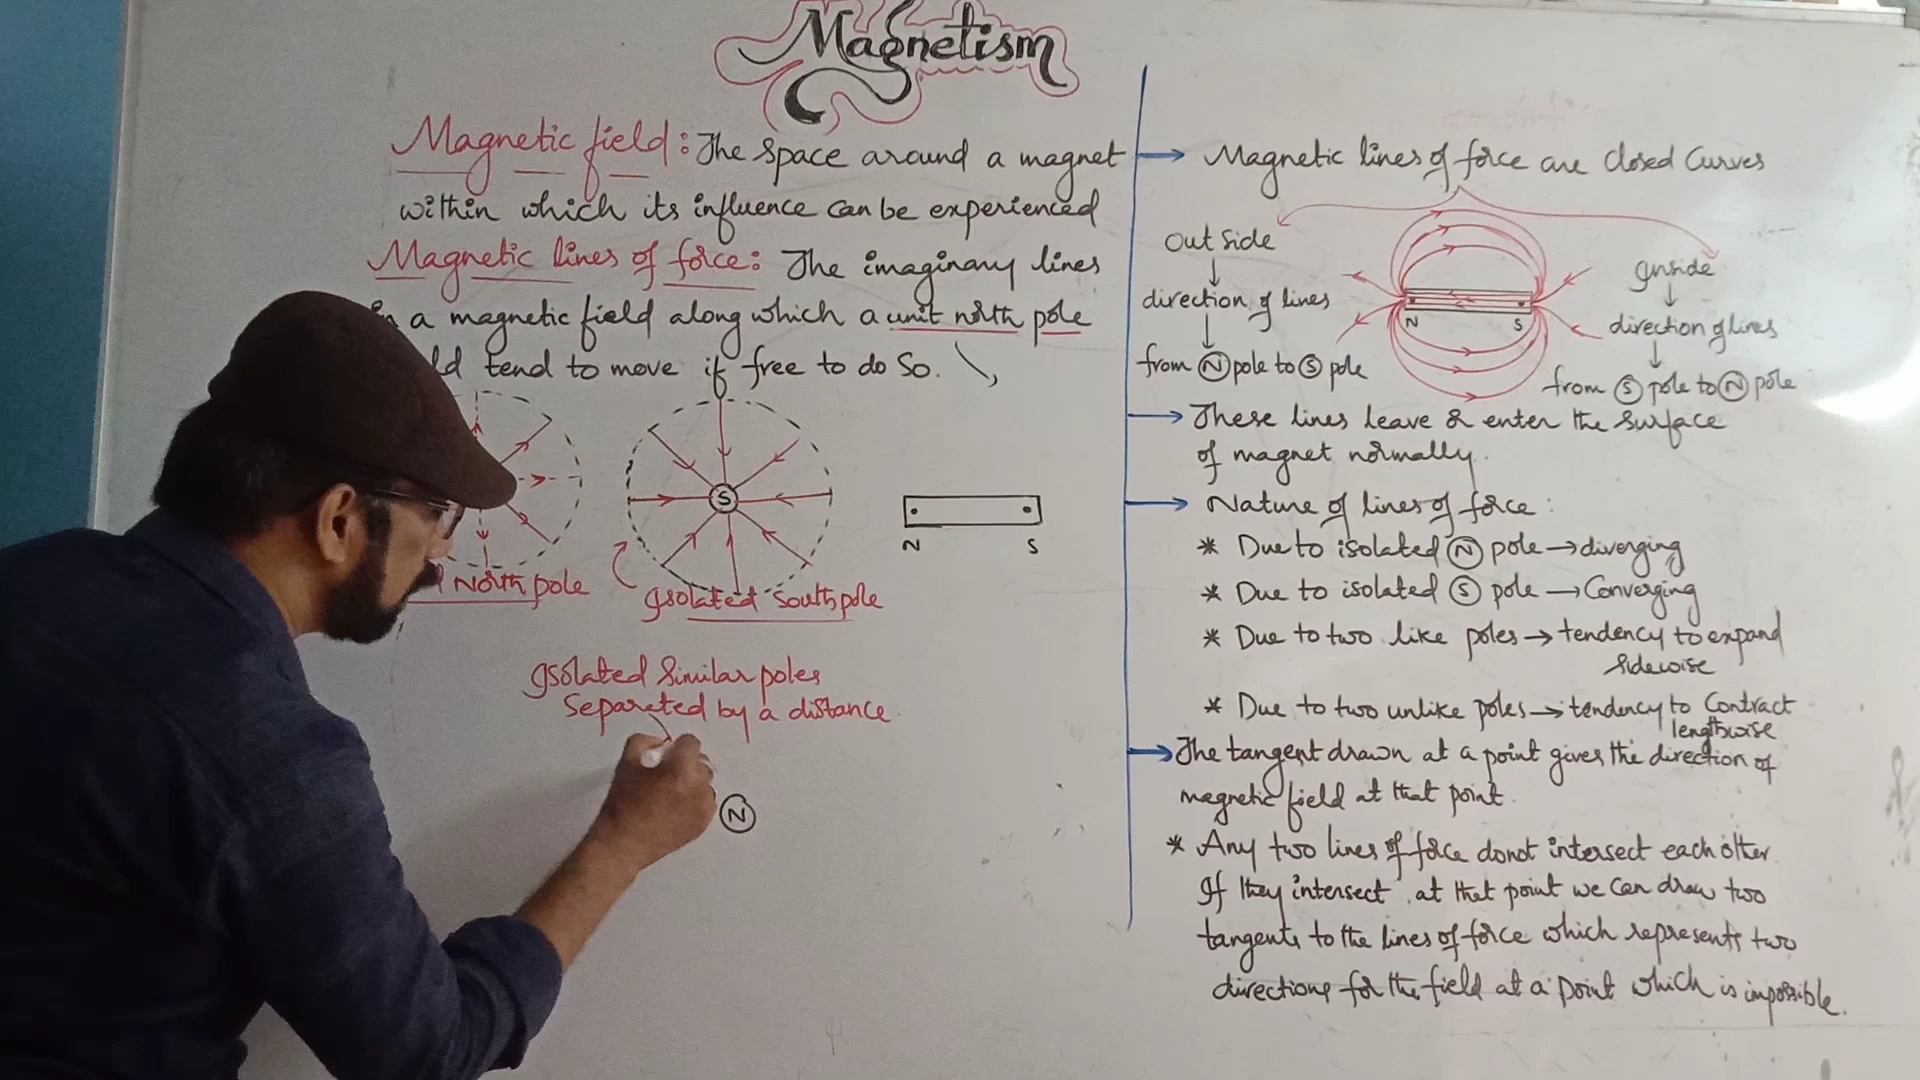 Magnetism
Magnetic field: The space around a magnet
within which its influence can be experienced
Magnetic lines of force: The imaginary lines
in a magnetic field along which a unit north pole
ld tend to move if free to do So.
S
North pole
Isolated South pole
N S
Isolated Similar poles
Separated by a distance.
N
Magnetic lines of force are Closed Curves
Out Side
direction of lines
from N pole to S pole
N S
Inside
direction of lines
from S pole to N pole
These lines leave & enter the surface
of magnet normally.
Nature of lines of force:
* Due to isolated N pole → diverging
* Due to isolated S pole → Converging
* Due to two like poles → tendency to expand
sidewise
* Due to two unlike poles → tendency to Contract
lengthwise
The tangent drawn at a point gives the direction of
magnetic field at that point.
* Any two lines of force donot intersect each other.
If they intersect, at that point we can draw two
tangents to the lines of force which represents two
directions for the field at a point which is impossible.